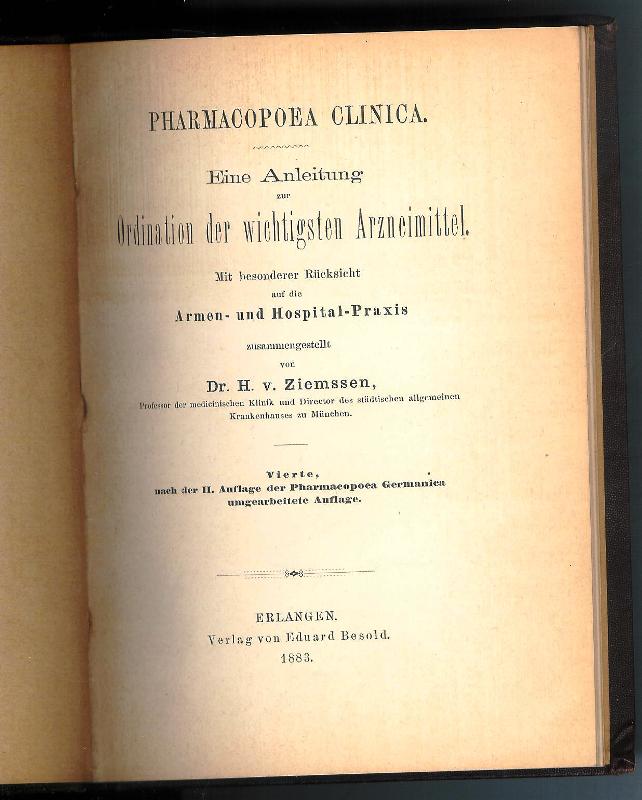 PHARMACOPOEA CLINICA.
Eine Anleitung
zur
Ordination der wichtigsten Arzneimittel.
Mit besonderer Rücksicht
auf die
Armen- und Hospital-Praxis
zusammengestellt
von
Dr. H. v. Ziemssen,
Professor der medicinischen Klinik und Director des städtischen allgemeinen
Krankenhauses zu München.
Vierte,
nach der II. Auflage der Pharmacopoea Germanica
umgearbeitete Auflage.
ERLANGEN.
Verlag von Eduard Besold.
1883.